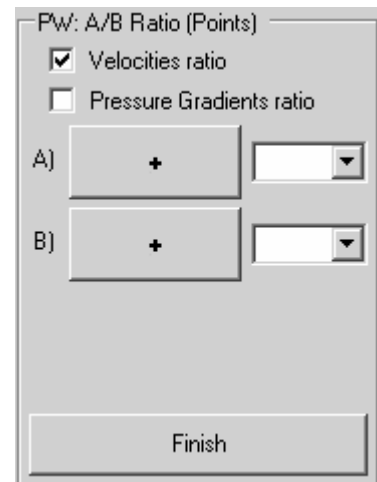 PW: A/B Ratio (Points)
Velocities ratio
Pressure Gradients ratio
A) +
B) +
Finish